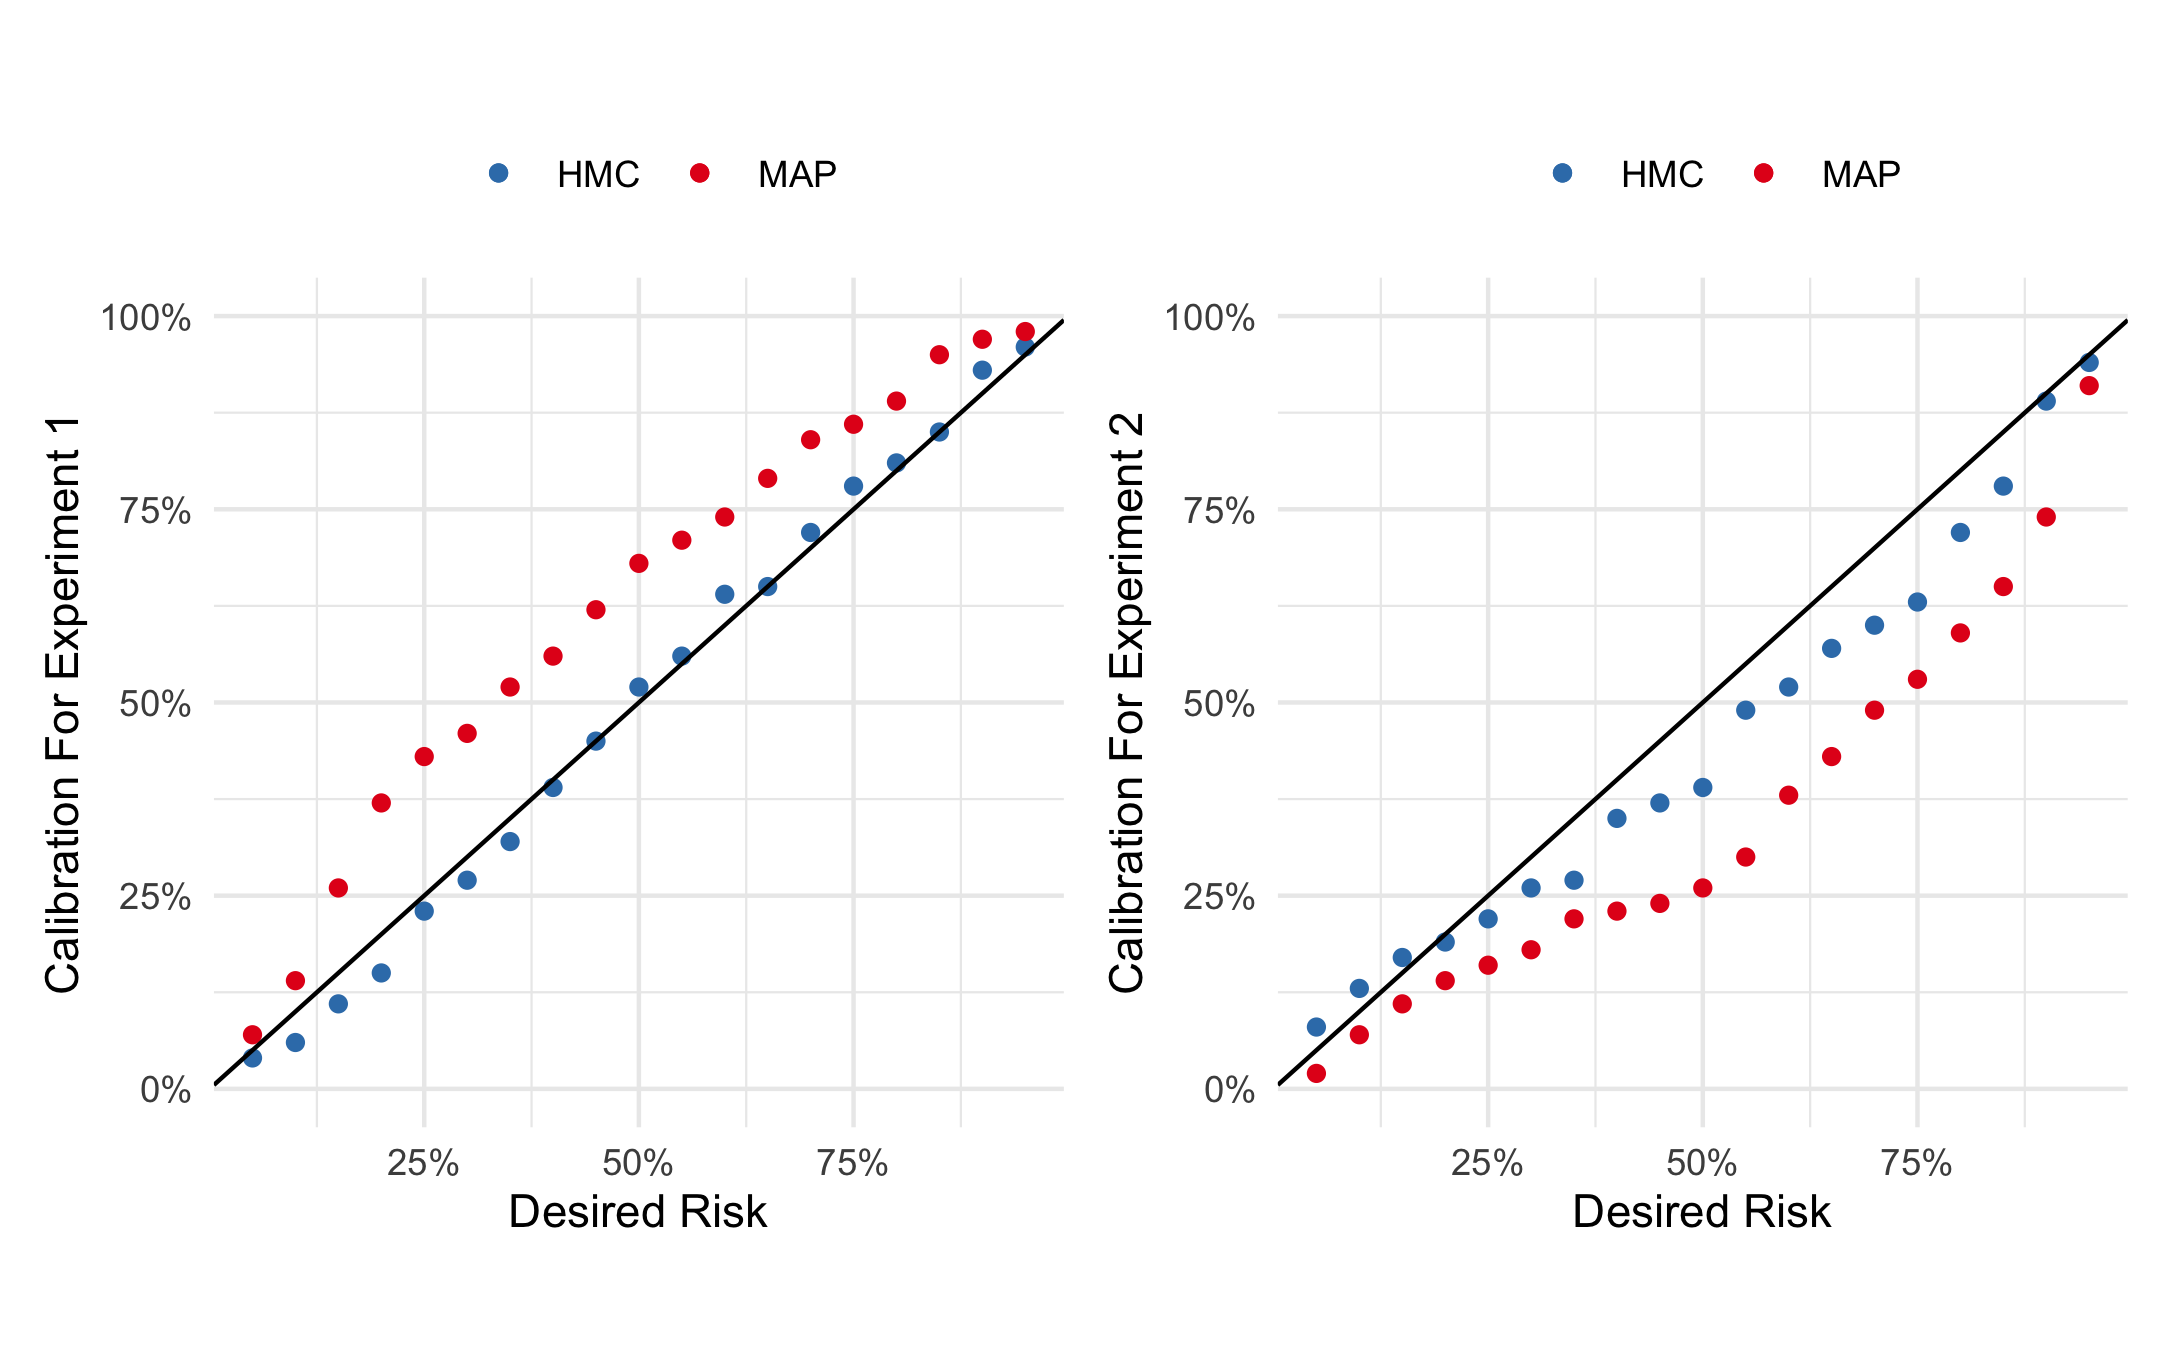 HMC MAP
Calibration For Experiment 1
100%
75%
50%
25%
0%
25% 50% 75%
Desired Risk
HMC MAP
Calibration For Experiment 2
100%
75%
50%
25%
0%
25% 50% 75%
Desired Risk